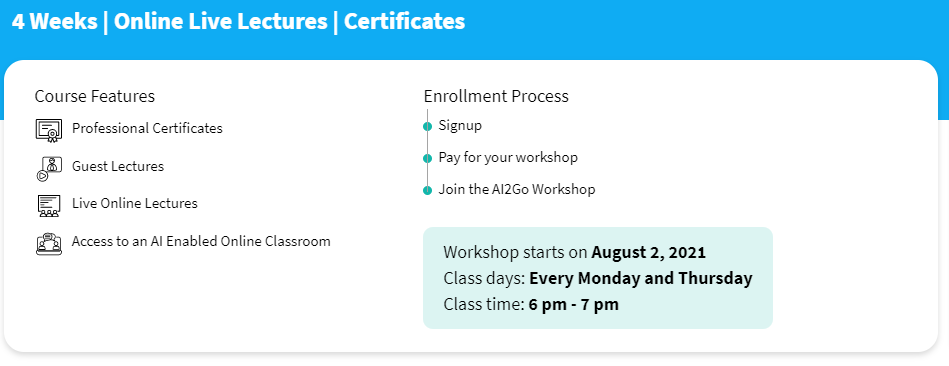 4 Weeks | Online Live Lectures | Certificates
Course Features
Professional Certificates
Guest Lectures
Live Online Lectures
Access to an AI Enabled Online Classroom
Enrollment Process
Signup
Pay for your workshop
Join the AI2Go Workshop
Workshop starts on August 2, 2021
Class days: Every Monday and Thursday
Class time: 6 pm - 7 pm